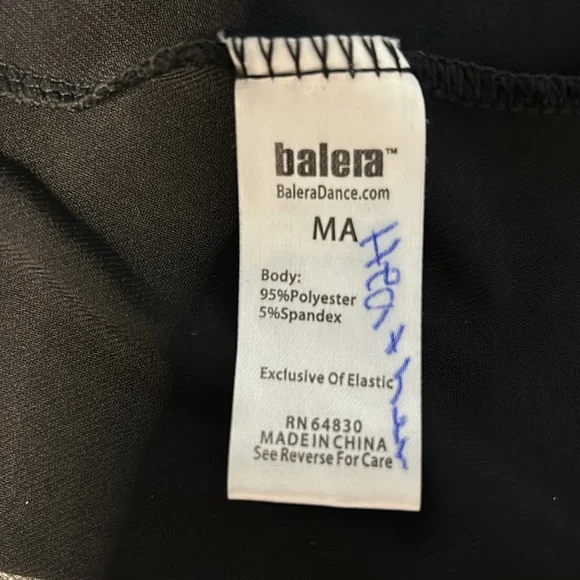 balera™
BaleraDance.com
MA
Body:
95%Polyester
5%Spandex
Exclusive Of Elastic
RN 64830
MADE IN CHINA
See Reverse For Care